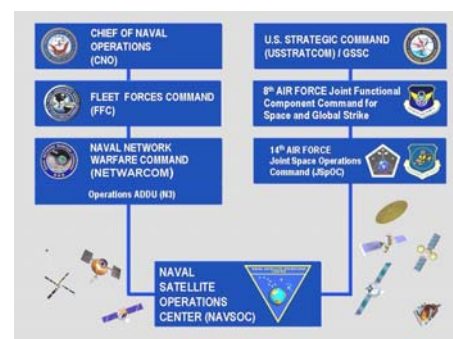 CHIEF OF NAVAL
OPERATIONS
(CNO)
FLEET FORCES COMMAND
(FFC)
NAVAL NETWORK
WARFARE COMMAND
(NETWARCOM)
Operations ADDU (N3)
U.S. STRATEGIC COMMAND
(USSTRATCOM) / GSSC
8th AIR FORCE Joint Functional
Component Command for
Space and Global Strike
14th AIR FORCE
Joint Space Operations
Command (JSpOC)
NAVAL
SATELLITE
OPERATIONS
CENTER (NAVSOC)